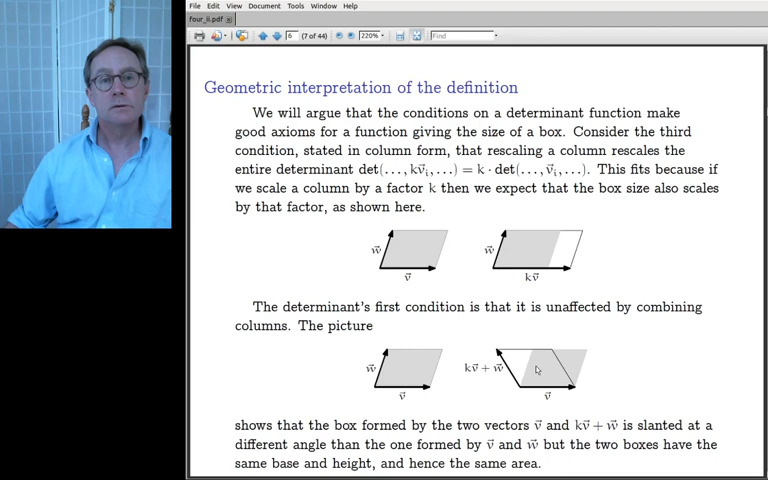 File Edit View Document Tools Window Help
four_ii.pdf
6 (7 of 44) 220% Find
Geometric interpretation of the definition
We will argue that the conditions on a determinant function make
good axioms for a function giving the size of a box. Consider the third
condition, stated in column form, that rescaling a column rescales the
entire determinant det(..., kv⃗ᵢ, ...) = k · det(..., v⃗ᵢ, ...). This fits because if
we scale a column by a factor k then we expect that the box size also scales
by that factor, as shown here.
w⃗ w⃗
v⃗ kv⃗
The determinant's first condition is that it is unaffected by combining
columns. The picture
w⃗ kv⃗ + w⃗
v⃗ v⃗
shows that the box formed by the two vectors v⃗ and kv⃗ + w⃗ is slanted at a
different angle than the one formed by v⃗ and w⃗ but the two boxes have the
same base and height, and hence the same area.